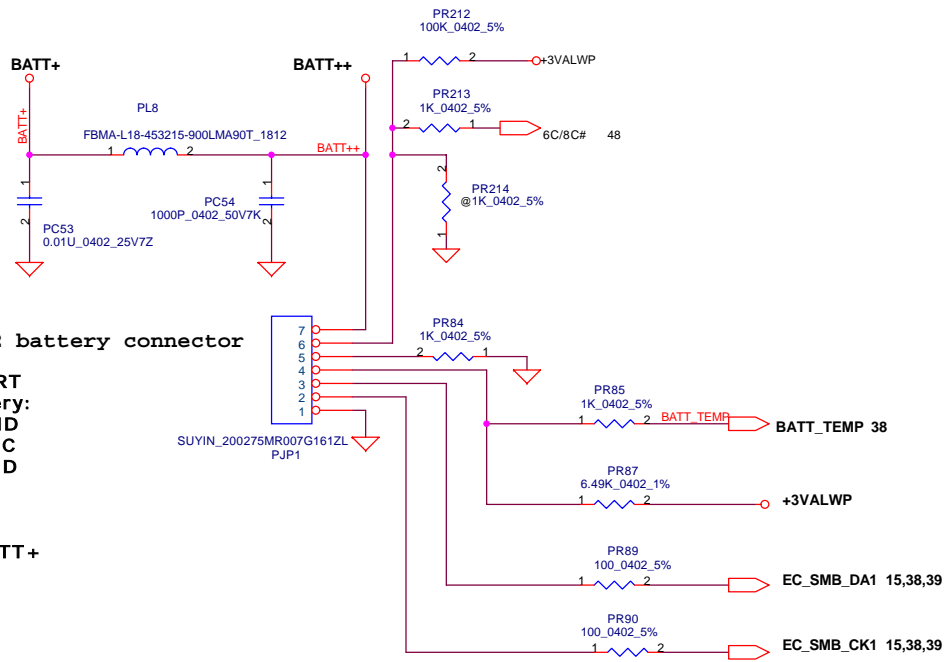 PR212
100K_0402_5%
1 2
+3VALWP
BATT+
BATT++
PR213
1K_0402_5%
2 1
6C/8C# 48
PL8
FBMA-L18-453215-900LMA90T_1812
BATT+
1 2
BATT++
2
PR214
@1K_0402_5%
1
1
2
PC53
0.01U_0402_25V7Z
1
PC54
1000P_0402_50V7K
2
battery connector
7
6
5
4
3
2
1
SUYIN_200275MR007G161ZL
PJP1
PR84
1K_0402_5%
2 1
PR85
1K_0402_5%
1 2
BATT_TEMP
BATT_TEMP 38
PR87
6.49K_0402_1%
1 2
+3VALWP
PR89
100_0402_5%
1 2
EC_SMB_DA1 15,38,39
PR90
100_0402_5%
1 2
EC_SMB_CK1 15,38,39